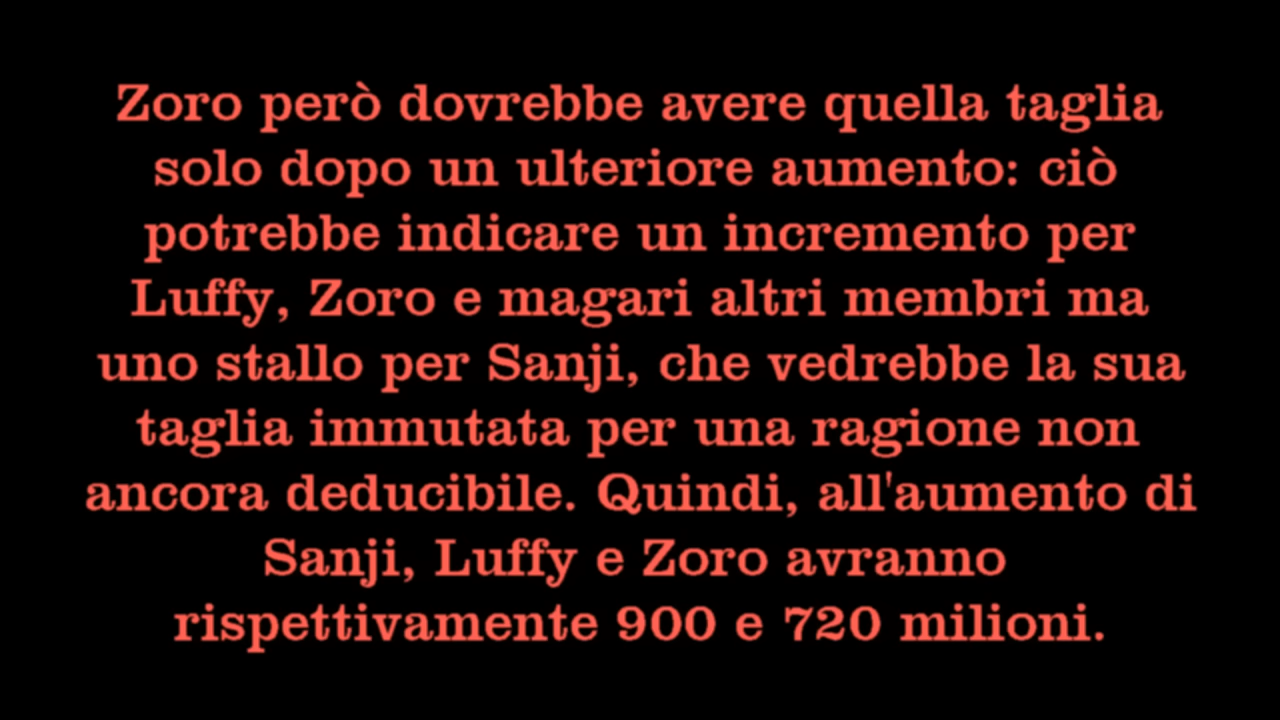 Zoro però dovrebbe avere quella taglia
solo dopo un ulteriore aumento: ciò
potrebbe indicare un incremento per
Luffy, Zoro e magari altri membri ma
uno stallo per Sanji, che vedrebbe la sua
taglia immutata per una ragione non
ancora deducibile. Quindi, all'aumento di
Sanji, Luffy e Zoro avranno
rispettivamente 900 e 720 milioni.